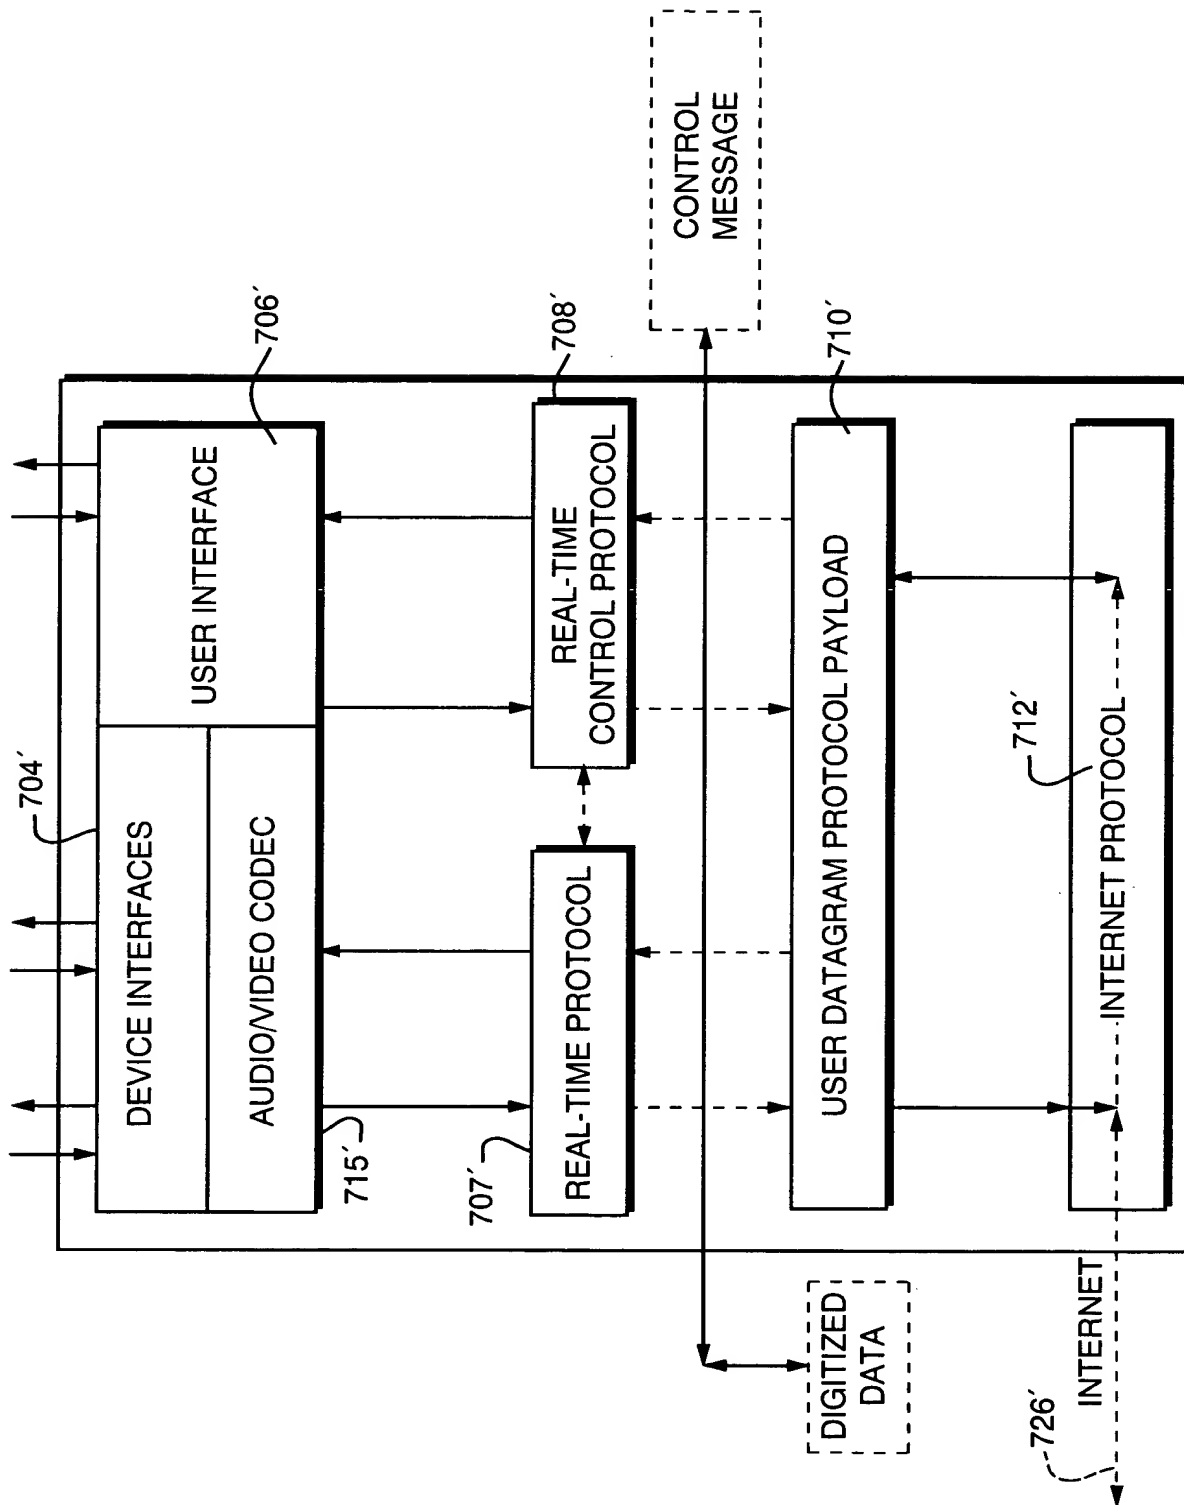 704´
DEVICE INTERFACES
AUDIO/VIDEO CODEC
715´
USER INTERFACE
706´
707´
REAL-TIME PROTOCOL
REAL-TIME
CONTROL PROTOCOL
708´
DIGITIZED
DATA
CONTROL
MESSAGE
USER DATAGRAM PROTOCOL PAYLOAD
710´
712´
INTERNET PROTOCOL
INTERNET
726´